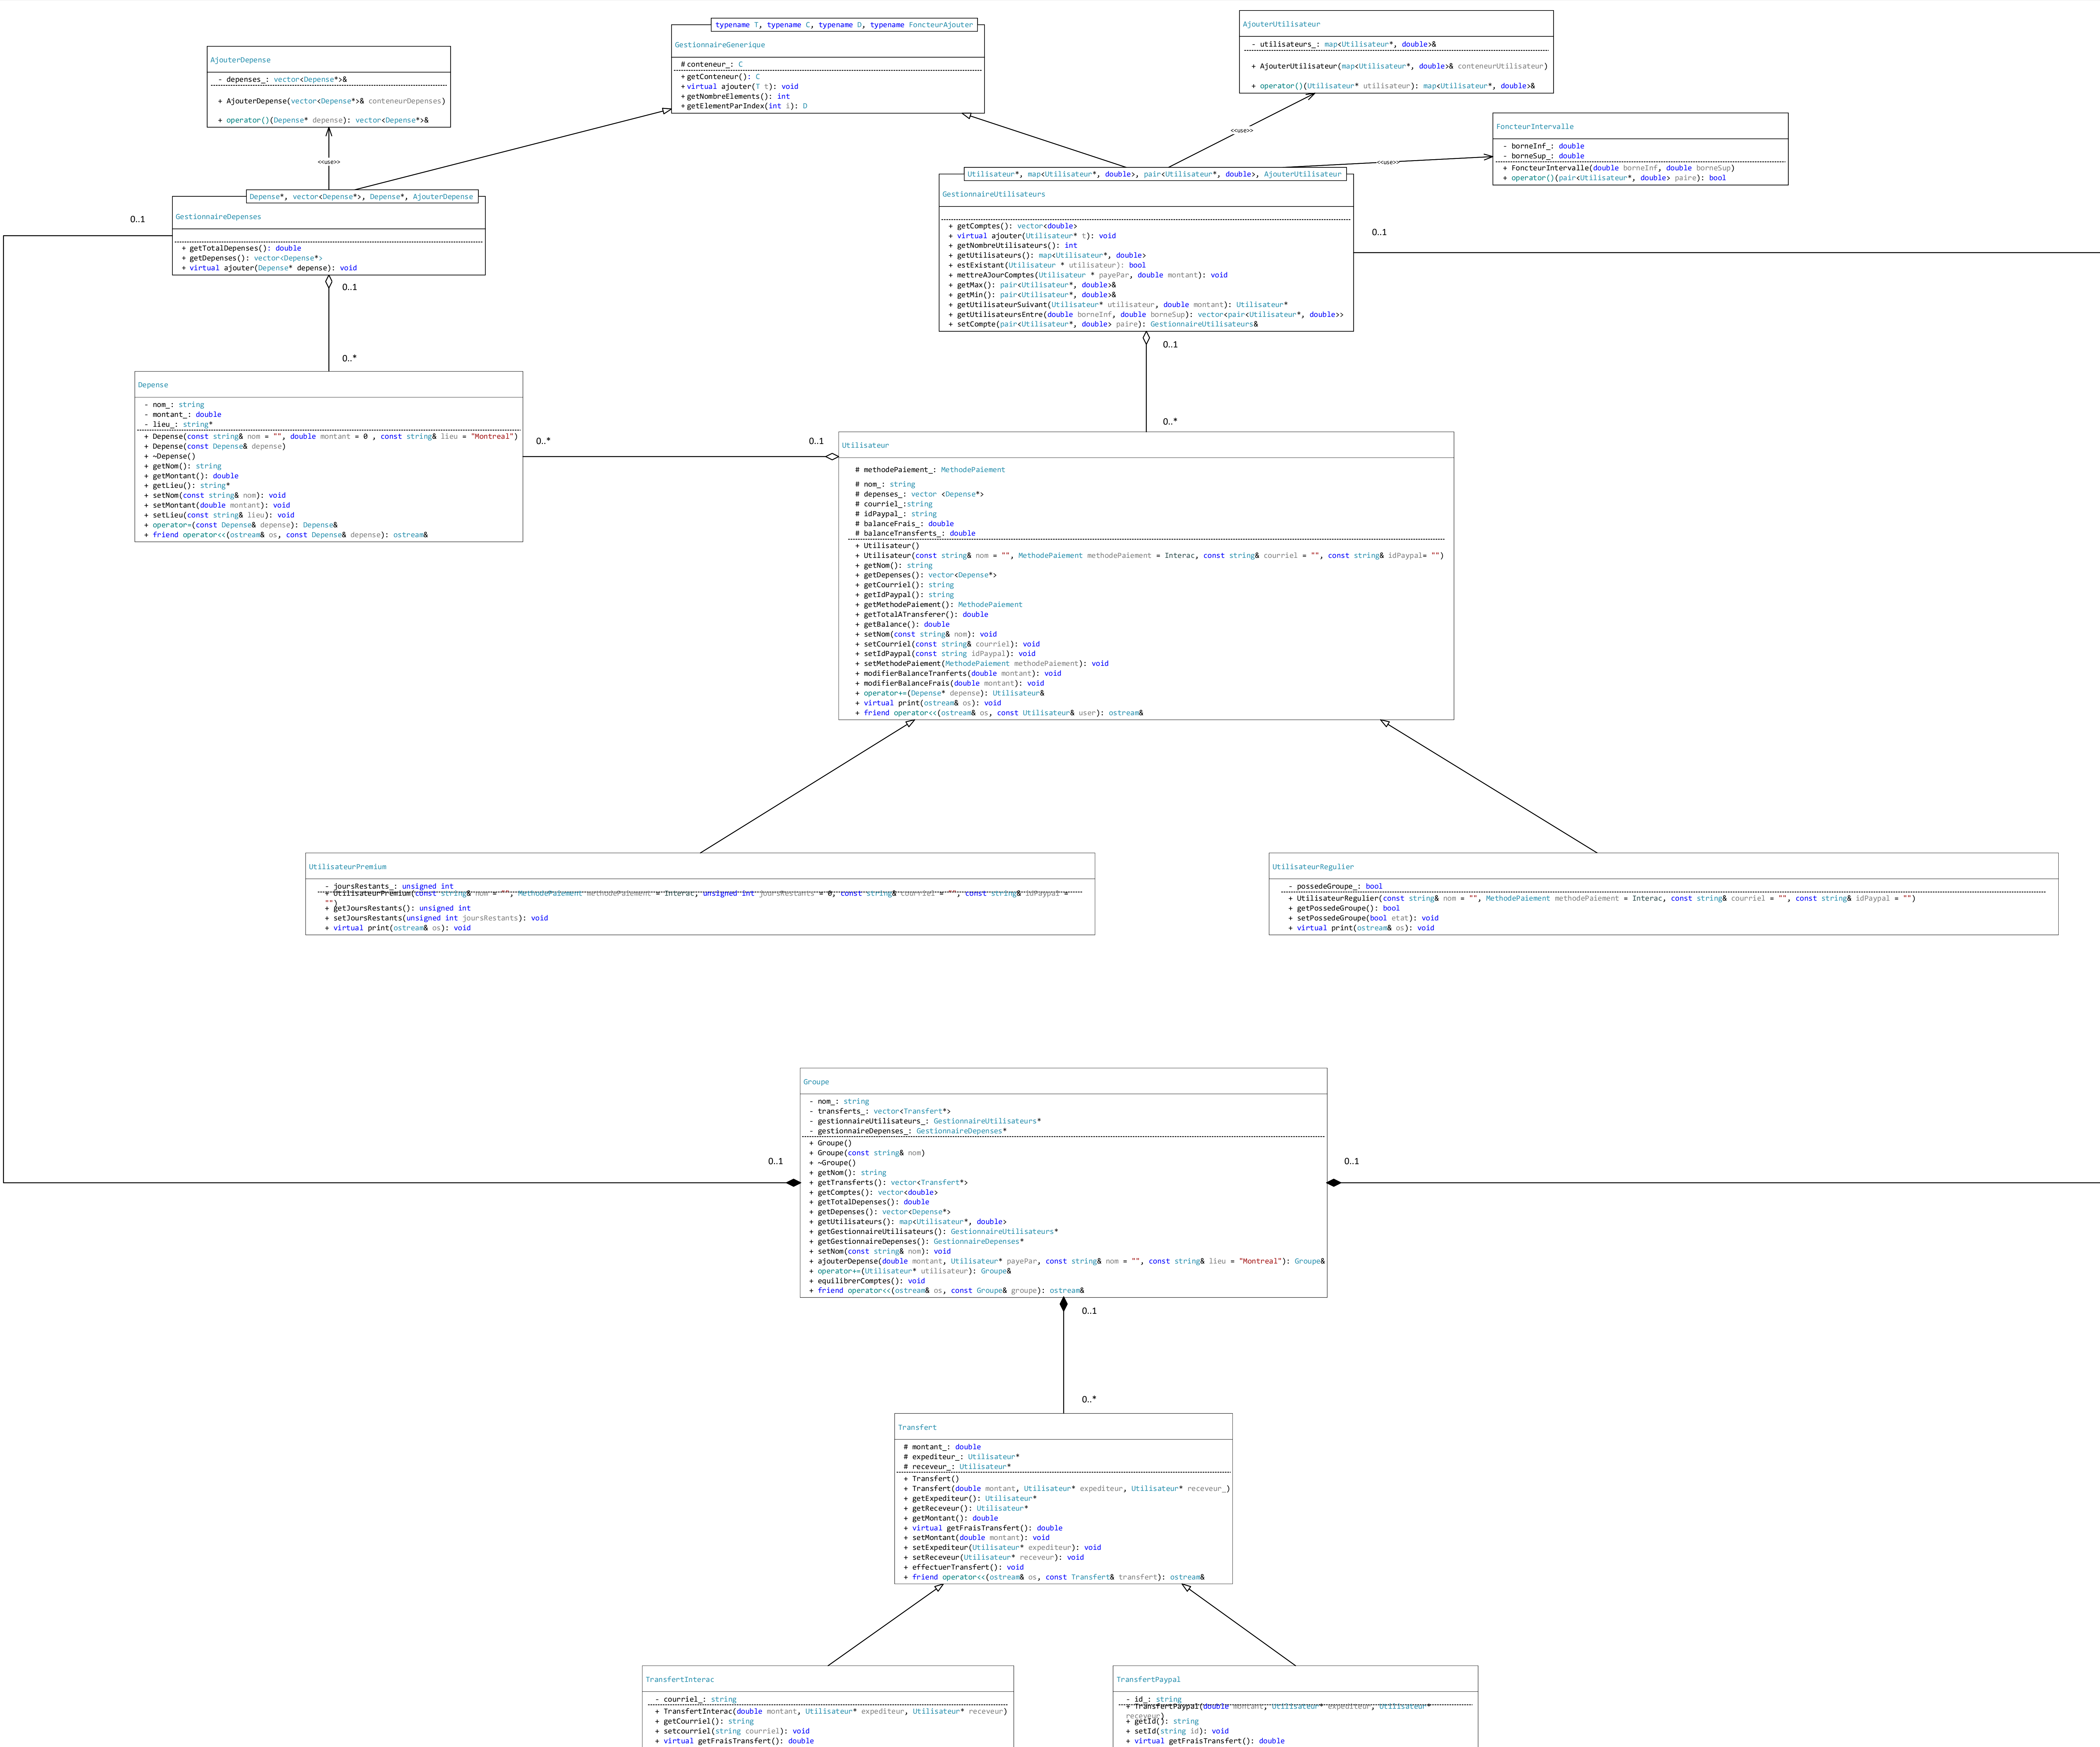 typename T, typename C, typename D, typename FoncteurAjouter
GestionnaireGenerique
# conteneur_: C
+ getConteneur(): C
+ virtual ajouter(T t): void
+ getNombreElements(): int
+ getElementParIndex(int i): D
AjouterDepense
- depenses_: vector<Depense*>&
+ AjouterDepense(vector<Depense*>& conteneurDepenses)
+ operator()(Depense* depense): vector<Depense*>&
AjouterUtilisateur
- utilisateurs_: map<Utilisateur*, double>&
+ AjouterUtilisateur(map<Utilisateur*, double>& conteneurUtilisateur)
+ operator()(Utilisateur* utilisateur): map<Utilisateur*, double>&
FoncteurIntervalle
- borneInf_: double
- borneSup_: double
+ FoncteurIntervalle(double borneInf, double borneSup)
+ operator()(pair<Utilisateur*, double> paire): bool
<<use>>
<<use>>
<<use>>
Depense*, vector<Depense*>, Depense*, AjouterDepense
GestionnaireDepenses
+ getTotalDepenses(): double
+ getDepenses(): vector<Depense*>
+ virtual ajouter(Depense* depense): void
0..1
0..1
0..*
Utilisateur*, map<Utilisateur*, double>, pair<Utilisateur*, double>, AjouterUtilisateur
GestionnaireUtilisateurs
+ getComptes(): vector<double>
+ virtual ajouter(Utilisateur* t): void
+ getNombreUtilisateurs(): int
+ getUtilisateurs(): map<Utilisateur*, double>
+ estExistant(Utilisateur * utilisateur): bool
+ mettreAJourComptes(Utilisateur * payePar, double montant): void
+ getMax(): pair<Utilisateur*, double>&
+ getMin(): pair<Utilisateur*, double>&
+ getUtilisateurSuivant(Utilisateur* utilisateur, double montant): Utilisateur*
+ getUtilisateursEntre(double borneInf, double borneSup): vector<pair<Utilisateur*, double>>
+ setCompte(pair<Utilisateur*, double> paire): GestionnaireUtilisateurs&
0..1
0..1
0..*
Depense
- nom_: string
- montant_: double
- lieu_: string*
+ Depense(const string& nom = "", double montant = 0 , const string& lieu = "Montreal")
+ Depense(const Depense& depense)
+ ~Depense()
+ getNom(): string
+ getMontant(): double
+ getLieu(): string*
+ setNom(const string& nom): void
+ setMontant(double montant): void
+ setLieu(const string& lieu): void
+ operator=(const Depense& depense): Depense&
+ friend operator<<(ostream& os, const Depense& depense): ostream&
0..*
0..1
Utilisateur
# methodePaiement_: MethodePaiement
# nom_: string
# depenses_: vector <Depense*>
# courriel_:string
# idPaypal_: string
# balanceFrais_: double
# balanceTransferts_: double
+ Utilisateur()
+ Utilisateur(const string& nom = "", MethodePaiement methodePaiement = Interac, const string& courriel = "", const string& idPaypal= "")
+ getNom(): string
+ getDepenses(): vector<Depense*>
+ getCourriel(): string
+ getIdPaypal(): string
+ getMethodePaiement(): MethodePaiement
+ getTotalATransferer(): double
+ getBalance(): double
+ setNom(const string& nom): void
+ setCourriel(const string& courriel): void
+ setIdPaypal(const string idPaypal): void
+ setMethodePaiement(MethodePaiement methodePaiement): void
+ modifierBalanceTranferts(double montant): void
+ modifierBalanceFrais(double montant): void
+ operator+=(Depense* depense): Utilisateur&
+ virtual print(ostream& os): void
+ friend operator<<(ostream& os, const Utilisateur& user): ostream&
UtilisateurPremium
- joursRestants_: unsigned int
+ UtilisateurPremium(const string& nom = "", MethodePaiement methodePaiement = Interac, unsigned int joursRestants = 0, const string& courriel = "", const string& idPaypal =
"")
+ getJoursRestants(): unsigned int
+ setJoursRestants(unsigned int joursRestants): void
+ virtual print(ostream& os): void
UtilisateurRegulier
- possedeGroupe_: bool
+ UtilisateurRegulier(const string& nom = "", MethodePaiement methodePaiement = Interac, const string& courriel = "", const string& idPaypal = "")
+ getPossedeGroupe(): bool
+ setPossedeGroupe(bool etat): void
+ virtual print(ostream& os): void
Groupe
- nom_: string
- transferts_: vector<Transfert*>
- gestionnaireUtilisateurs_: GestionnaireUtilisateurs*
- gestionnaireDepenses_: GestionnaireDepenses*
+ Groupe()
+ Groupe(const string& nom)
+ ~Groupe()
+ getNom(): string
+ getTransferts(): vector<Transfert*>
+ getComptes(): vector<double>
+ getTotalDepenses(): double
+ getDepenses(): vector<Depense*>
+ getUtilisateurs(): map<Utilisateur*, double>
+ getGestionnaireUtilisateurs(): GestionnaireUtilisateurs*
+ getGestionnaireDepenses(): GestionnaireDepenses*
+ setNom(const string& nom): void
+ ajouterDepense(double montant, Utilisateur* payePar, const string& nom = "", const string& lieu = "Montreal"): Groupe&
+ operator+=(Utilisateur* utilisateur): Groupe&
+ equilibrerComptes(): void
+ friend operator<<(ostream& os, const Groupe& groupe): ostream&
0..1
0..1
0..1
0..*
Transfert
# montant_: double
# expediteur_: Utilisateur*
# receveur_: Utilisateur*
+ Transfert()
+ Transfert(double montant, Utilisateur* expediteur, Utilisateur* receveur_)
+ getExpediteur(): Utilisateur*
+ getReceveur(): Utilisateur*
+ getMontant(): double
+ virtual getFraisTransfert(): double
+ setMontant(double montant): void
+ setExpediteur(Utilisateur* expediteur): void
+ setReceveur(Utilisateur* receveur): void
+ effectuerTransfert(): void
+ friend operator<<(ostream& os, const Transfert& transfert): ostream&
TransfertInterac
- courriel_: string
+ TransfertInterac(double montant, Utilisateur* expediteur, Utilisateur* receveur)
+ getCourriel(): string
+ setcourriel(string courriel): void
+ virtual getFraisTransfert(): double
TransfertPaypal
- id_: string
+ TransfertPaypal(double montant, Utilisateur* expediteur, Utilisateur*
receveur)
+ getId(): string
+ setId(string id): void
+ virtual getFraisTransfert(): double